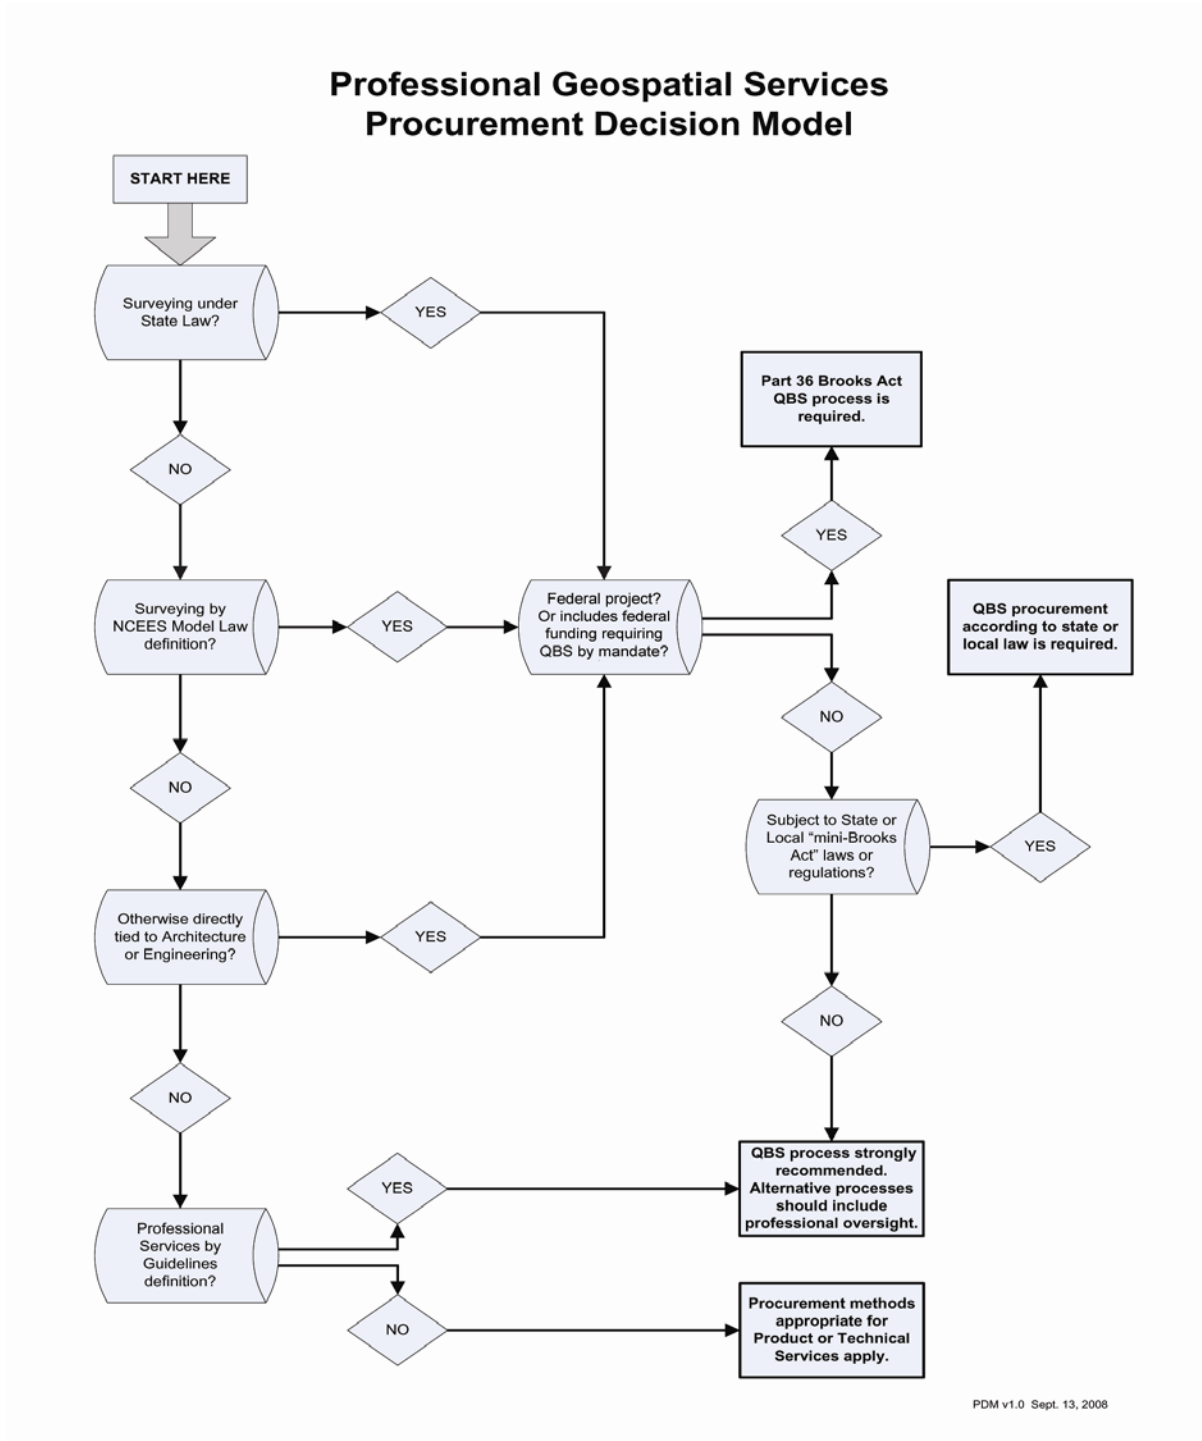 Professional Geospatial Services
Procurement Decision Model
START HERE
Surveying under
State Law?
YES
NO
Part 36 Brooks Act
QBS process is
required.
YES
Surveying by
NCEES Model Law
definition?
YES
Federal project?
Or includes federal
funding requiring
QBS by mandate?
QBS procurement
according to state or
local law is required.
NO
NO
Subject to State or
Local “mini-Brooks
Act” laws or
regulations?
YES
Otherwise directly
tied to Architecture
or Engineering?
YES
NO
NO
YES
QBS process strongly
recommended.
Alternative processes
should include
professional oversight.
Professional
Services by
Guidelines
definition?
NO
Procurement methods
appropriate for
Product or Technical
Services apply.
PDM v1.0 Sept. 13, 2008